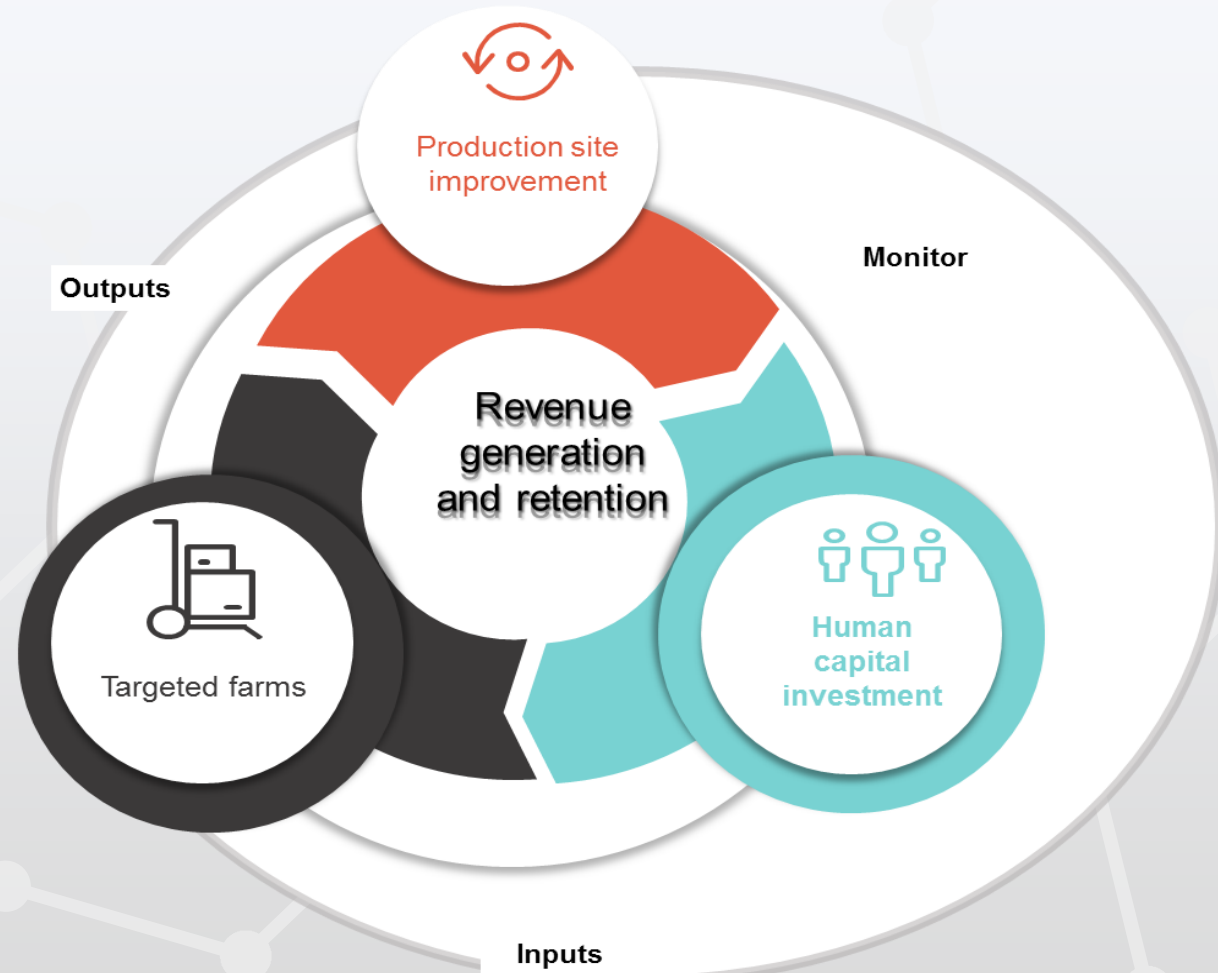 Production site
improvement
Monitor
Outputs
Revenue
generation
and retention
Human
capital
investment
Targeted farms
Inputs